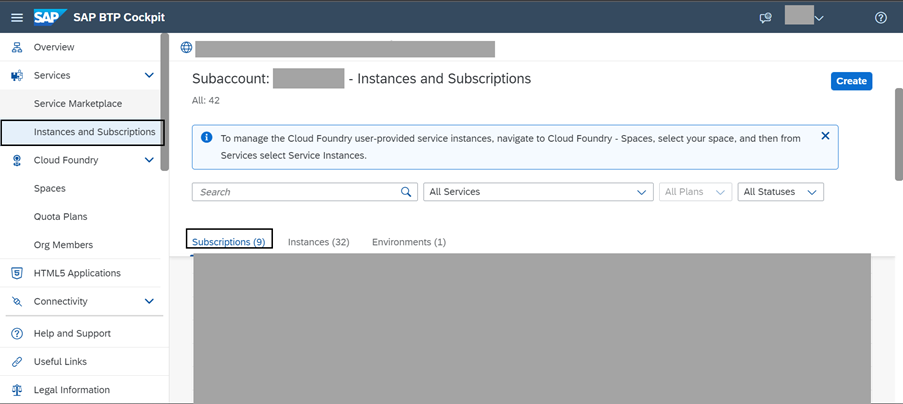 SAP SAP BTP Cockpit
Overview
Services
Service Marketplace
Instances and Subscriptions
Cloud Foundry
Spaces
Quota Plans
Org Members
HTML5 Applications
Connectivity
Help and Support
Useful Links
Legal Information
Subaccount: - Instances and Subscriptions
Create
All: 42
To manage the Cloud Foundry user-provided service instances, navigate to Cloud Foundry - Spaces, select your space, and then from
Services select Service Instances.
Search All Services All Plans All Statuses
Subscriptions (9) Instances (32) Environments (1)